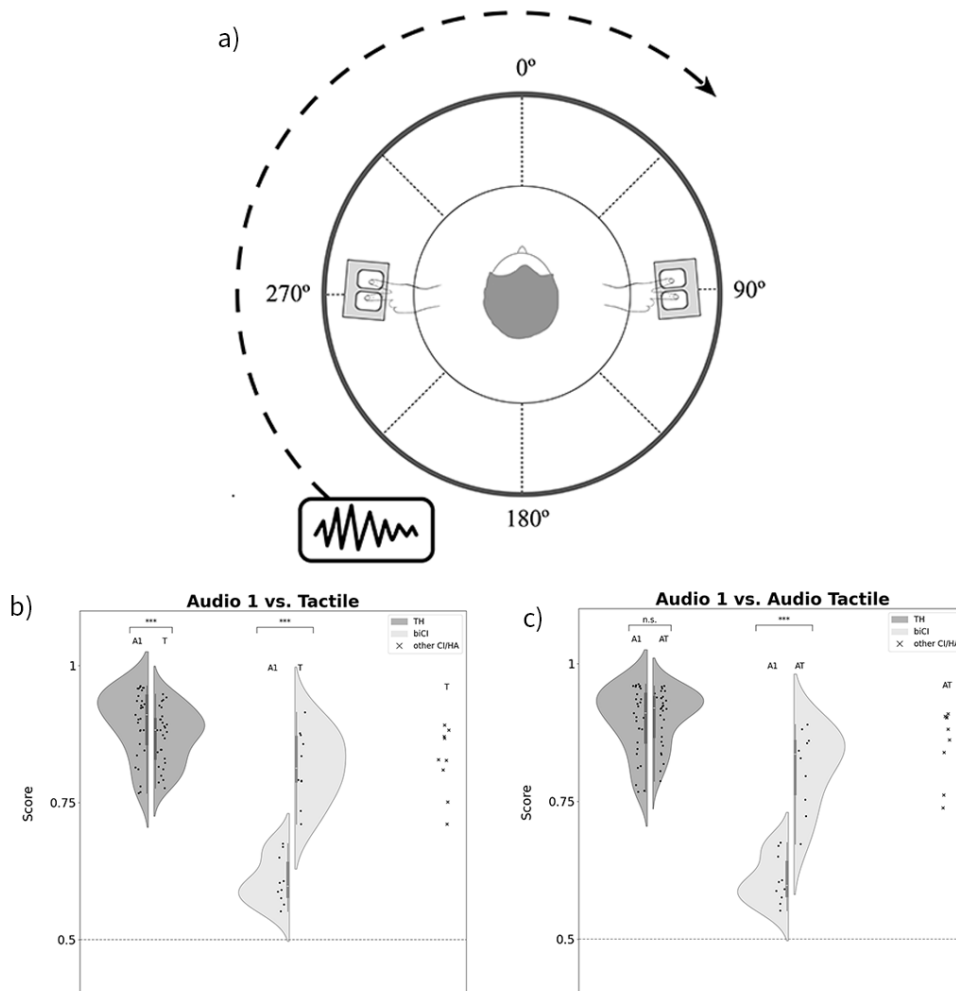 a)
0º
270º
90º
180º
b)
Audio 1 vs. Tactile
***
***
TH
biCI
other CI/HA
A1
T
A1
T
T
1
0.75
0.5
Score
c)
Audio 1 vs. Audio Tactile
n.s.
***
TH
biCI
other CI/HA
A1
AT
A1
AT
AT
1
0.75
0.5
Score